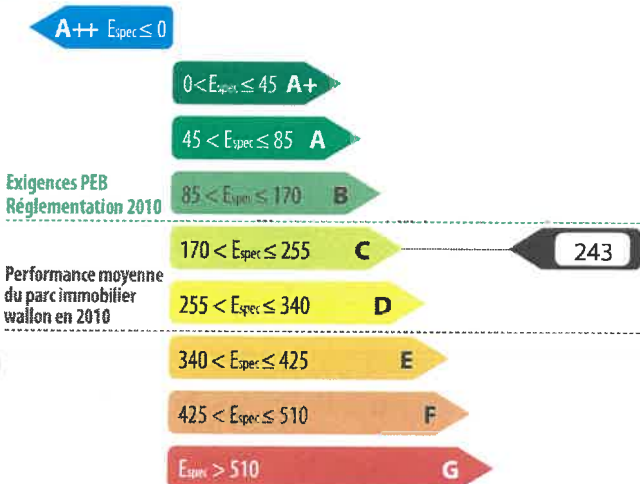 A++ Espec ≤ 0
0 < Espec ≤ 45 A+
45 < Espec ≤ 85 A
Exigences PEB
Réglementation 2010
85 < Espec ≤ 170 B
170 < Espec ≤ 255 C
243
Performance moyenne
du parc immobilier
wallon en 2010
255 < Espec ≤ 340 D
340 < Espec ≤ 425 E
425 < Espec ≤ 510 F
Espec > 510 G